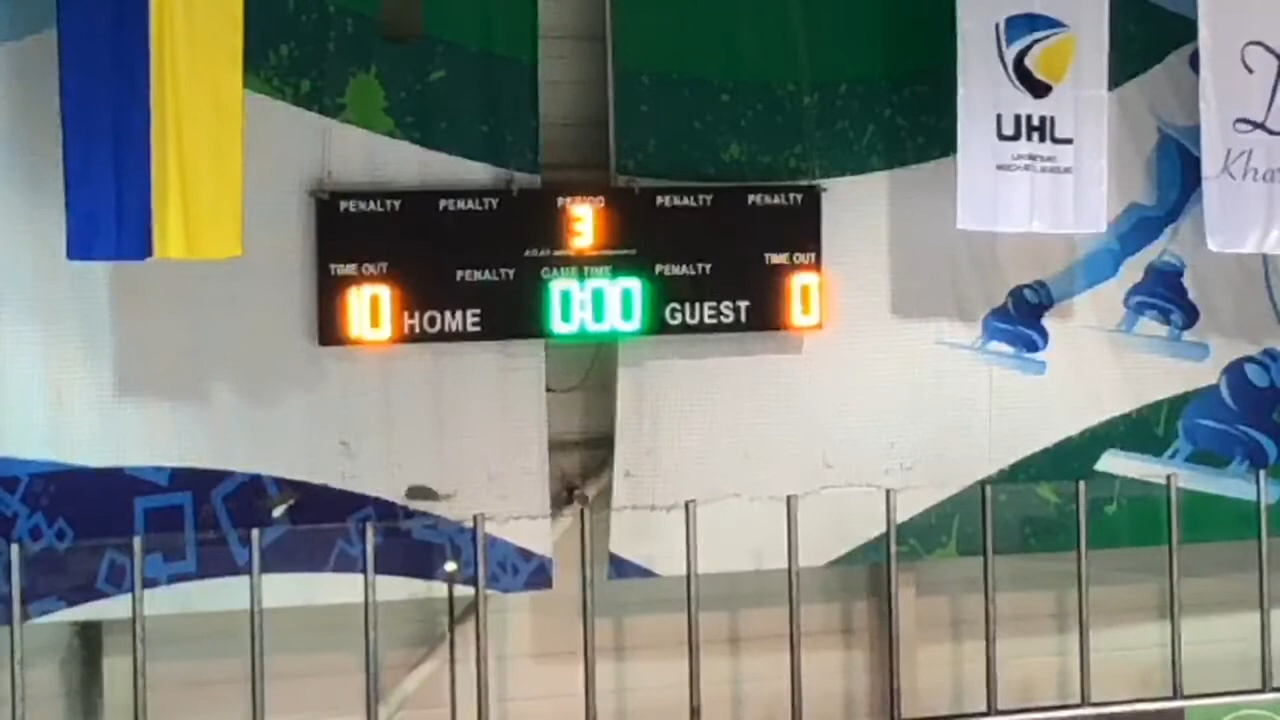 PENALTY PENALTY PERIOD PENALTY PENALTY
3
TIME OUT PENALTY GAME TIME PENALTY TIME OUT
10 HOME 0:00 GUEST 0
UHL